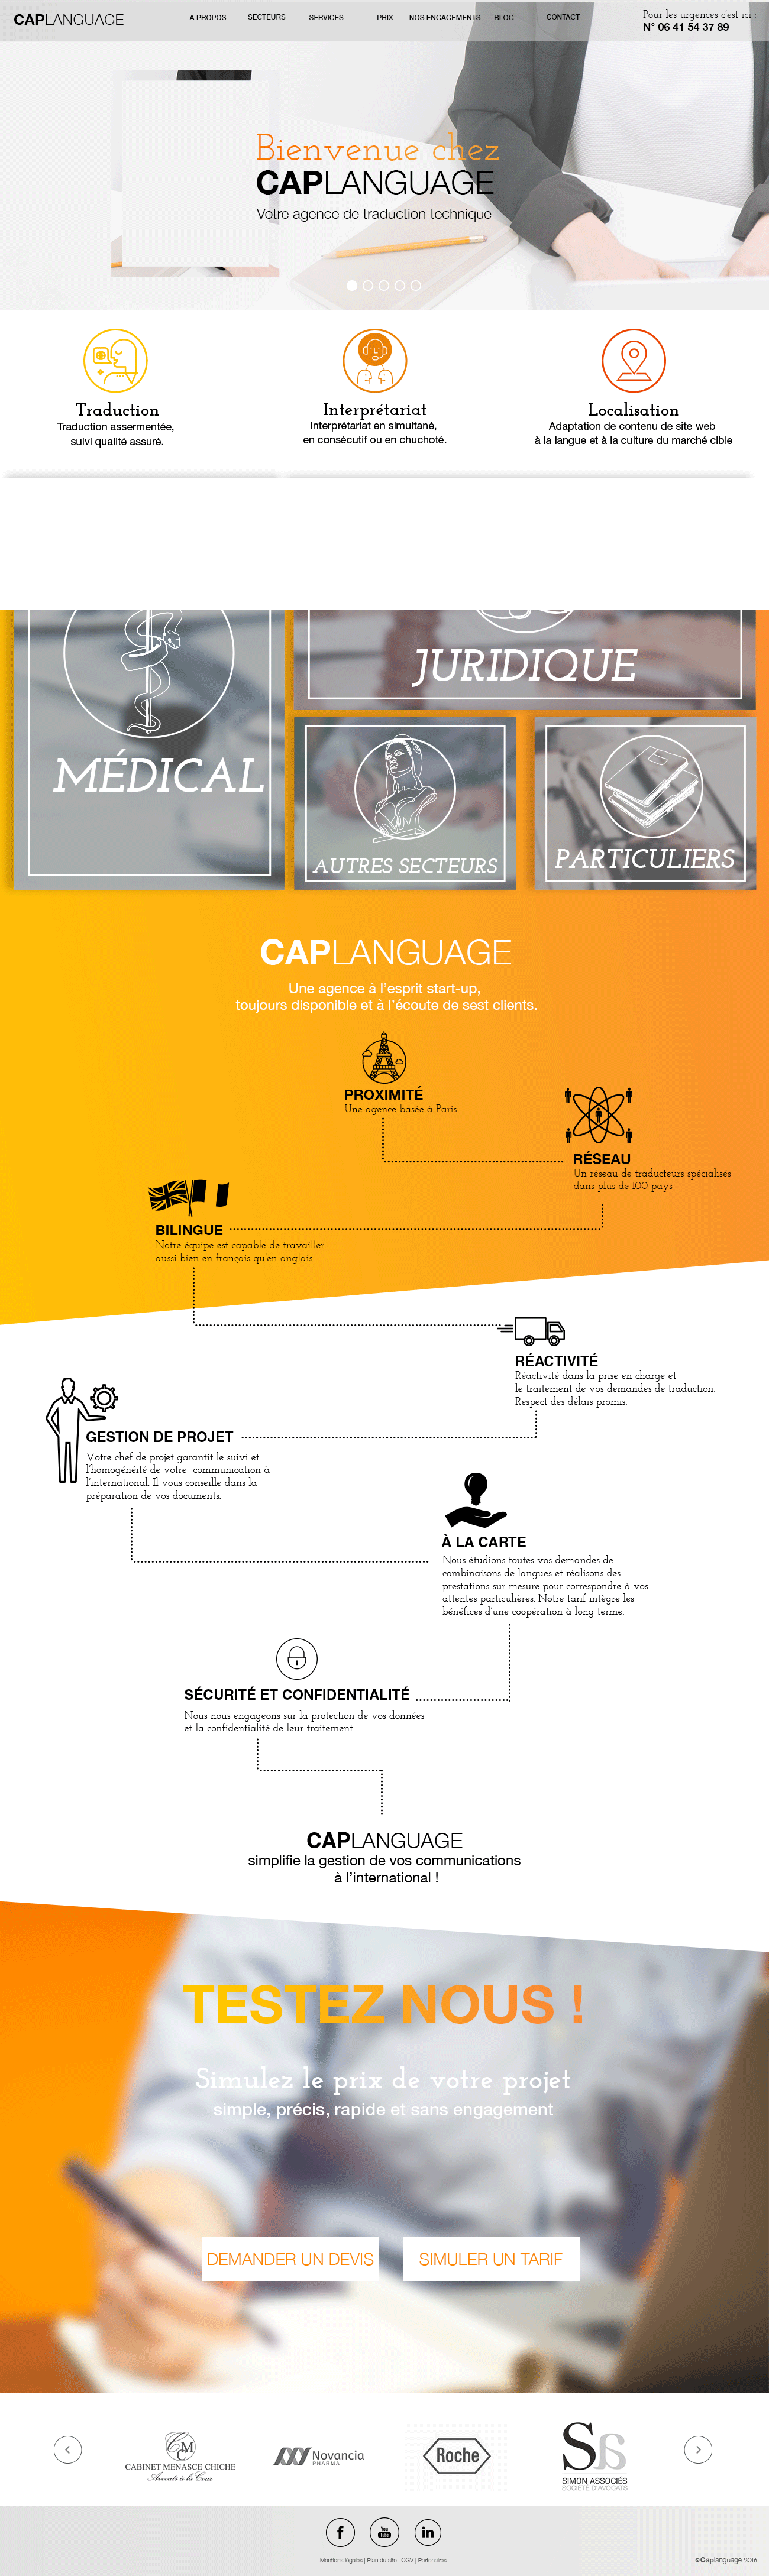 CAPLANGUAGE
A PROPOS SECTEURS SERVICES PRIX NOS ENGAGEMENTS BLOG CONTACT
Pour les urgences c'est ici :
N° 06 41 54 37 89
Bienvenue chez
CAPLANGUAGE
Votre agence de traduction technique
Traduction
Traduction assermentée,
suivi qualité assuré.
Interprétariat
Interprétariat en simultané,
en consécutif ou en chuchoté.
Localisation
Adaptation de contenu de site web
à la langue et à la culture du marché cible
JURIDIQUE
MÉDICAL
AUTRES SECTEURS
PARTICULIERS
CAPLANGUAGE
Une agence à l'esprit start-up,
toujours disponible et à l'écoute de sest clients.
PROXIMITÉ
Une agence basée à Paris
RÉSEAU
Un réseau de traducteurs spécialisés
dans plus de 100 pays
BILINGUE
Notre équipe est capable de travailler
aussi bien en français qu'en anglais
RÉACTIVITÉ
Réactivité dans la prise en charge et
le traitement de vos demandes de traduction.
Respect des délais promis.
GESTION DE PROJET
Votre chef de projet garantit le suivi et
l'homogénéité de votre communication à
l'international. Il vous conseille dans la
préparation de vos documents.
À LA CARTE
Nous étudions toutes vos demandes de
combinaisons de langues et réalisons des
prestations sur-mesure pour correspondre à vos
attentes particulières. Notre tarif intègre les
bénéfices d'une coopération à long terme.
SÉCURITÉ ET CONFIDENTIALITÉ
Nous nous engageons sur la protection de vos données
et la confidentialité de leur traitement.
CAPLANGUAGE
simplifie la gestion de vos communications
à l'international !
TESTEZ NOUS !
Simulez le prix de votre projet
simple, précis, rapide et sans engagement
DEMANDER UN DEVIS
SIMULER UN TARIF
CMC
CABINET MENASCE CHICHE
Avocats à la Cour
Novancia
PHARMA
Roche
SIMON ASSOCIÉS
SOCIÉTÉ D'AVOCATS
f
You
Tube
in
Mentions légales | Plan du site | CGV | Partenaires
© Caplanguage 2016